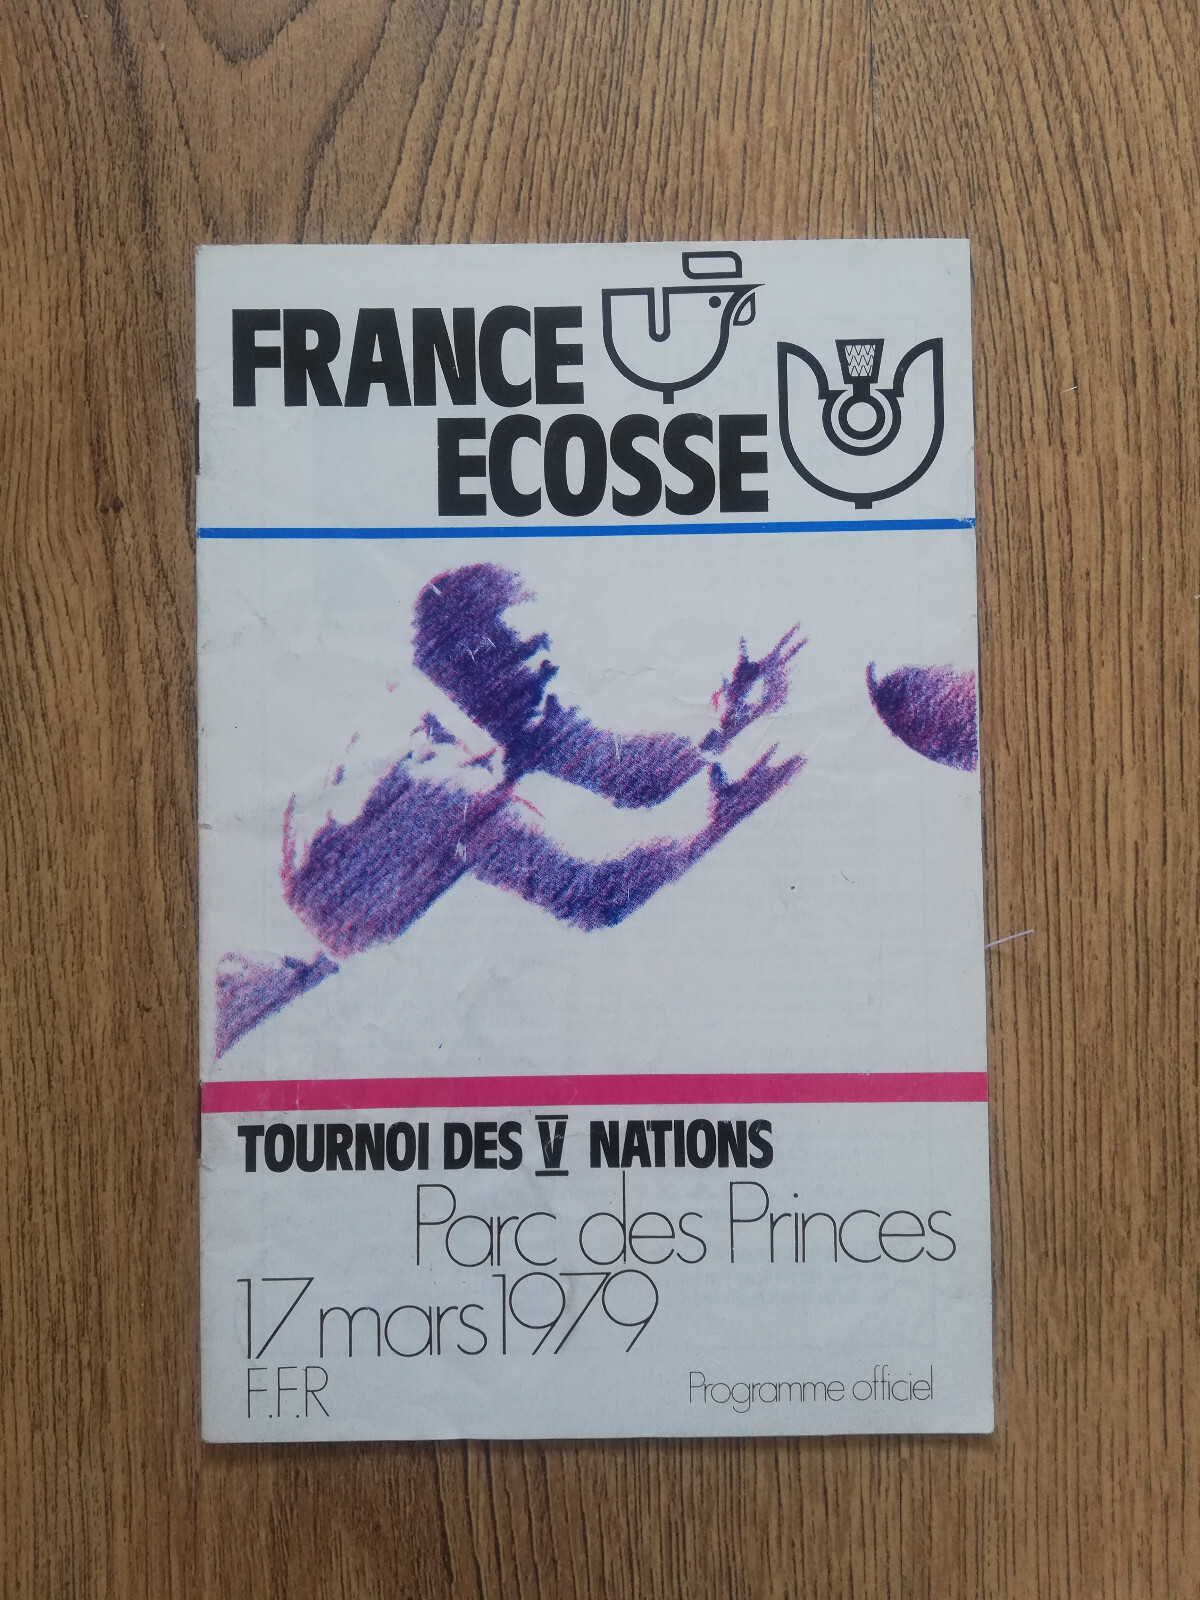 FRANCE
ECOSSE
TOURNOI DES V NATIONS
Parc des Princes
17 mars 1979
F.F.R
Programme officiel